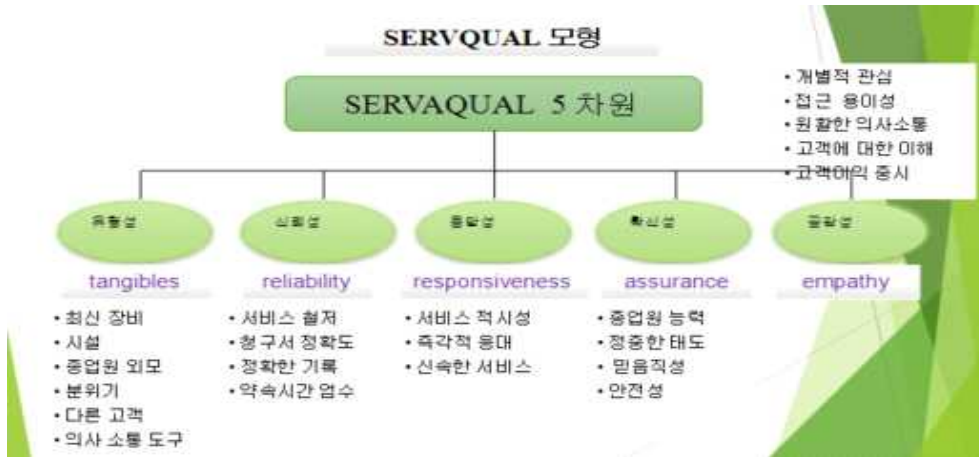 SERVQUAL 모형
SERVAQUAL 5 차원
• 개별적 관심
• 접근 용이성
• 원활한 의사소통
• 고객에 대한 이해
• 고객이익 중시
유형성
신뢰성
응답성
확신성
공감성
tangibles
reliability
responsiveness
assurance
empathy
• 최신 장비
• 시설
• 종업원 외모
• 분위기
• 다른 고객
• 의사 소통 도구
• 서비스 철저
• 청구서 정확도
• 정확한 기록
• 약속시간 엄수
• 서비스 적시성
• 즉각적 응대
• 신속한 서비스
• 종업원 능력
• 정중한 태도
• 믿음직성
• 안전성